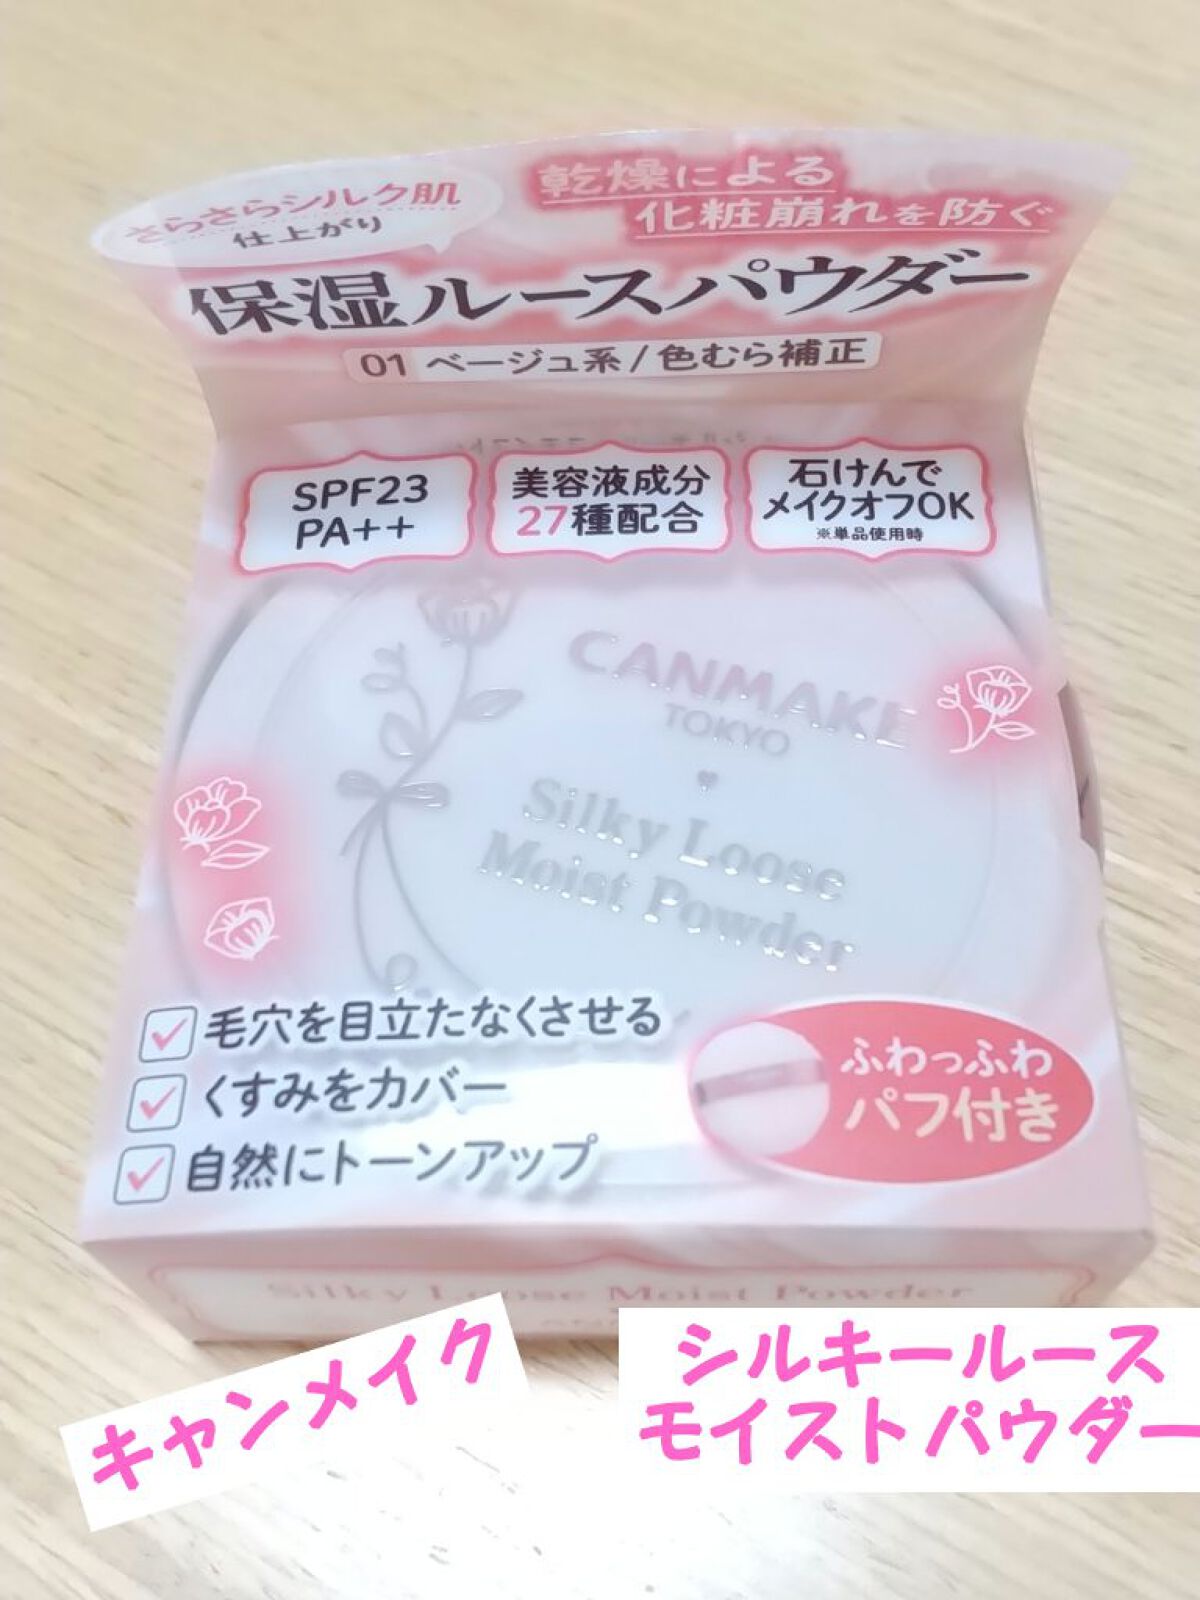 さらさらシルク肌
仕上がり
乾燥による
化粧崩れを防ぐ
保湿ルースパウダー
01 ベージュ系/色むら補正
SPF23
PA++
美容液成分
27種配合
石けんで
メイクオフOK
※単品使用時
CANMAKE
TOKYO
Silky Loose
Moist Powder
毛穴を目立たなくさせる
くすみをカバー
自然にトーンアップ
ふわっふわ
パフ付き
Silky Loose Moist Powder
キャンメイク
シルキールース
モイストパウダー